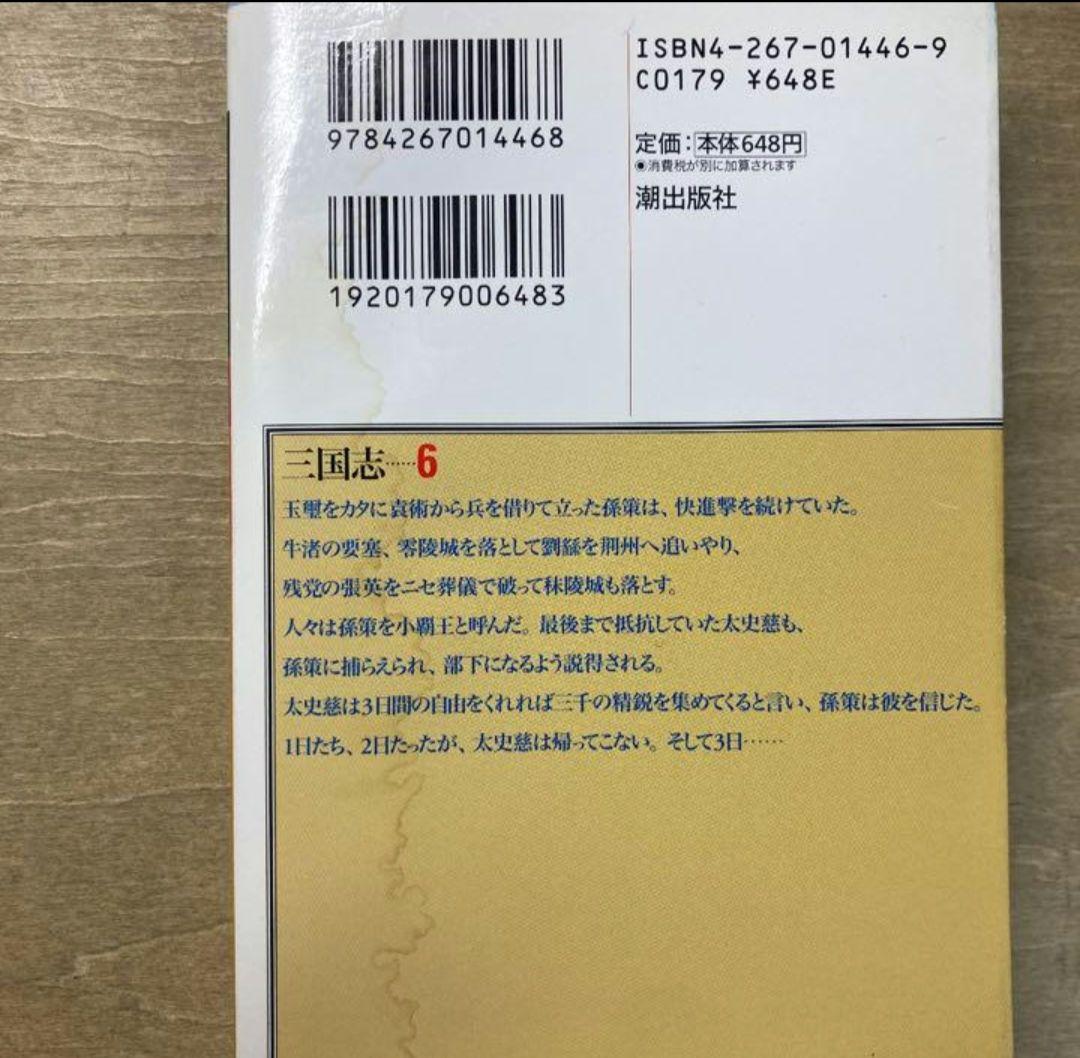 9784267014468
1920179006483
ISBN4-267-01446-9
C0179 ¥648E
定価：本体648円
◉消費税が別に加算されます
潮出版社
三国志……6
玉璽をカタに袁術から兵を借りて立った孫策は、快進撃を続けていた。
牛渚の要塞、零陵城を落として劉繇を荆州へ追いやり、
残党の張英をニセ葬儀で破って秣陵城も落とす。
人々は孫策を小覇王と呼んだ。最後まで抵抗していた太史慈も、
孫策に捕らえられ、部下になるよう説得される。
太史慈は3日間の自由をくれれば三千の精鋭を集めてくると言い、孫策は彼を信じた。
1日たち、2日たったが、太史慈は帰ってこない。そして3日……